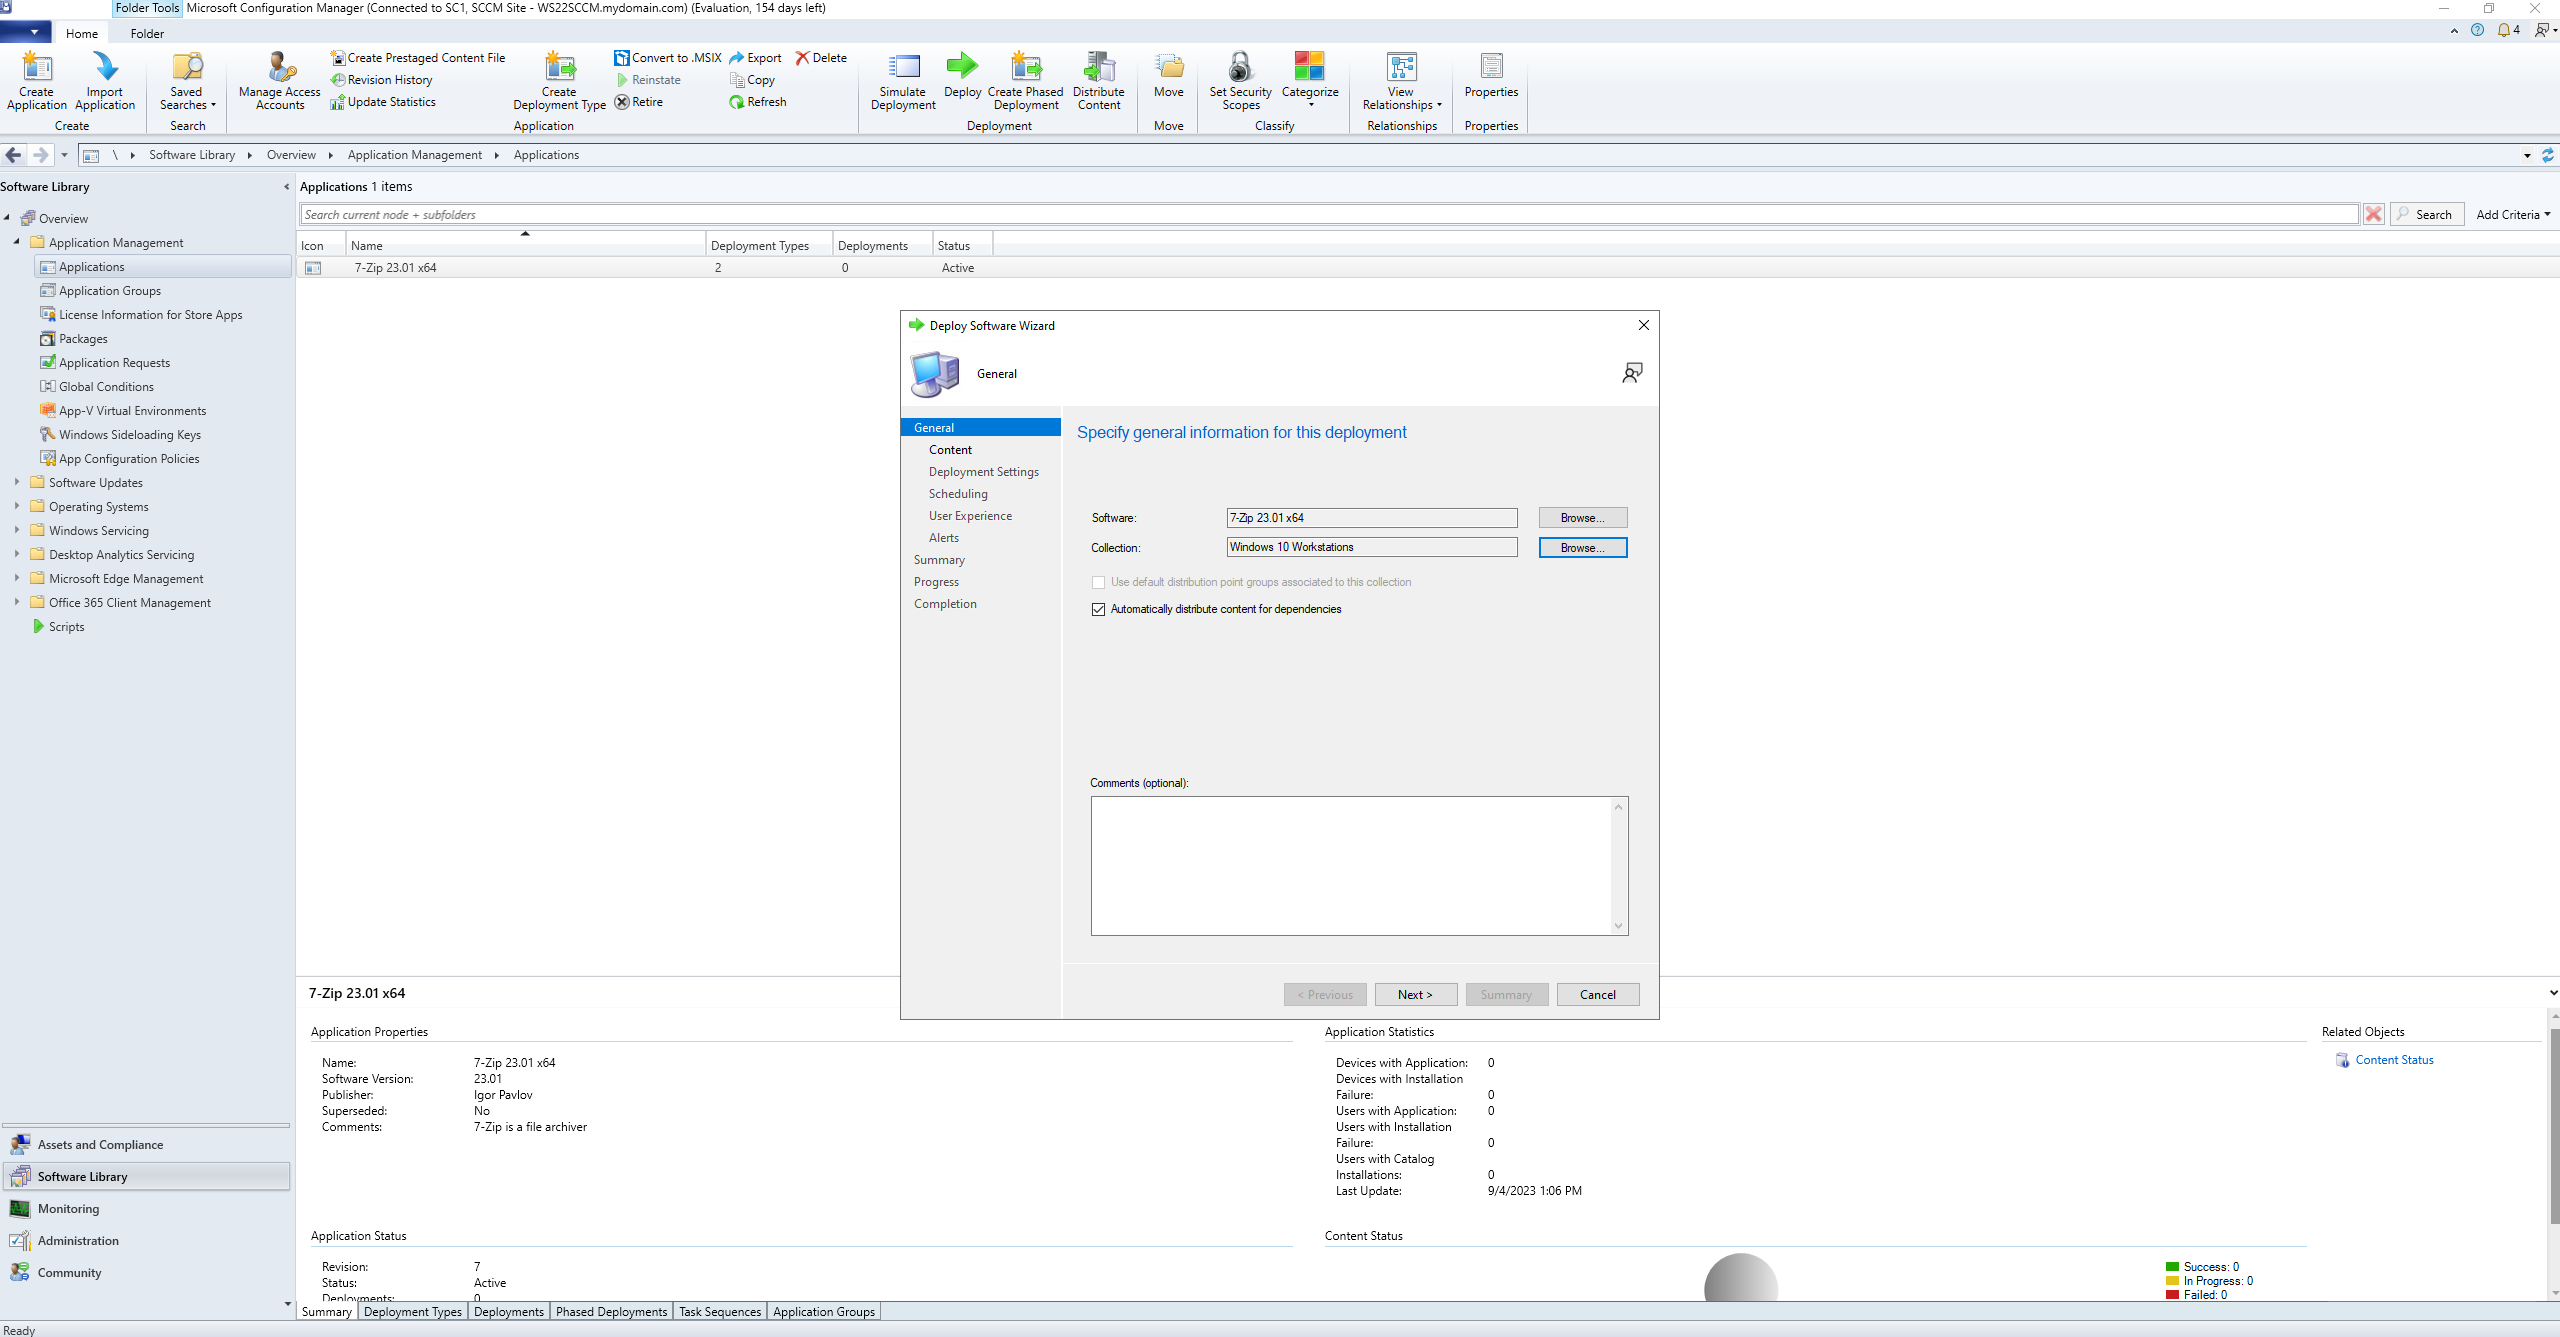 Folder Tools
Microsoft Configuration Manager (Connected to SC1, SCCM Site - WS22SCCM.mydomain.com) (Evaluation, 154 days left)
Home
Folder
4
Create Application
Import Application
Create
Saved Searches
Search
Manage Access Accounts
Create Prestaged Content File
Revision History
Update Statistics
Create Deployment Type
Convert to .MSIX
Reinstate
Retire
Export
Copy
Refresh
Delete
Application
Simulate Deployment
Deploy
Create Phased Deployment
Distribute Content
Deployment
Move
Move
Set Security Scopes
Categorize
Classify
View Relationships
Relationships
Properties
Properties
\ Software Library Overview Application Management Applications
Software Library
Overview
Application Management
Applications
Application Groups
License Information for Store Apps
Packages
Application Requests
Global Conditions
App-V Virtual Environments
Windows Sideloading Keys
App Configuration Policies
Software Updates
Operating Systems
Windows Servicing
Desktop Analytics Servicing
Microsoft Edge Management
Office 365 Client Management
Scripts
Assets and Compliance
Software Library
Monitoring
Administration
Community
Ready
Applications 1 items
Search current node + subfolders
Search
Add Criteria
Icon Name Deployment Types Deployments Status
7-Zip 23.01 x64 2 0 Active
Deploy Software Wizard
General
General
Content
Deployment Settings
Scheduling
User Experience
Alerts
Summary
Progress
Completion
Specify general information for this deployment
Software: 7-Zip 23.01 x64 Browse...
Collection: Windows 10 Workstations Browse...
Use default distribution point groups associated to this collection
Automatically distribute content for dependencies
Comments (optional):
< Previous Next > Summary Cancel
7-Zip 23.01 x64
Application Properties
Name: 7-Zip 23.01 x64
Software Version: 23.01
Publisher: Igor Pavlov
Superseded: No
Comments: 7-Zip is a file archiver
Application Status
Revision: 7
Status: Active
Deployments: 0
Application Statistics
Devices with Application: 0
Devices with Installation
Failure: 0
Users with Application: 0
Users with Installation
Failure: 0
Users with Catalog
Installations: 0
Last Update: 9/4/2023 1:06 PM
Content Status
Success: 0
In Progress: 0
Failed: 0
Related Objects
Content Status
Summary Deployment Types Deployments Phased Deployments Task Sequences Application Groups